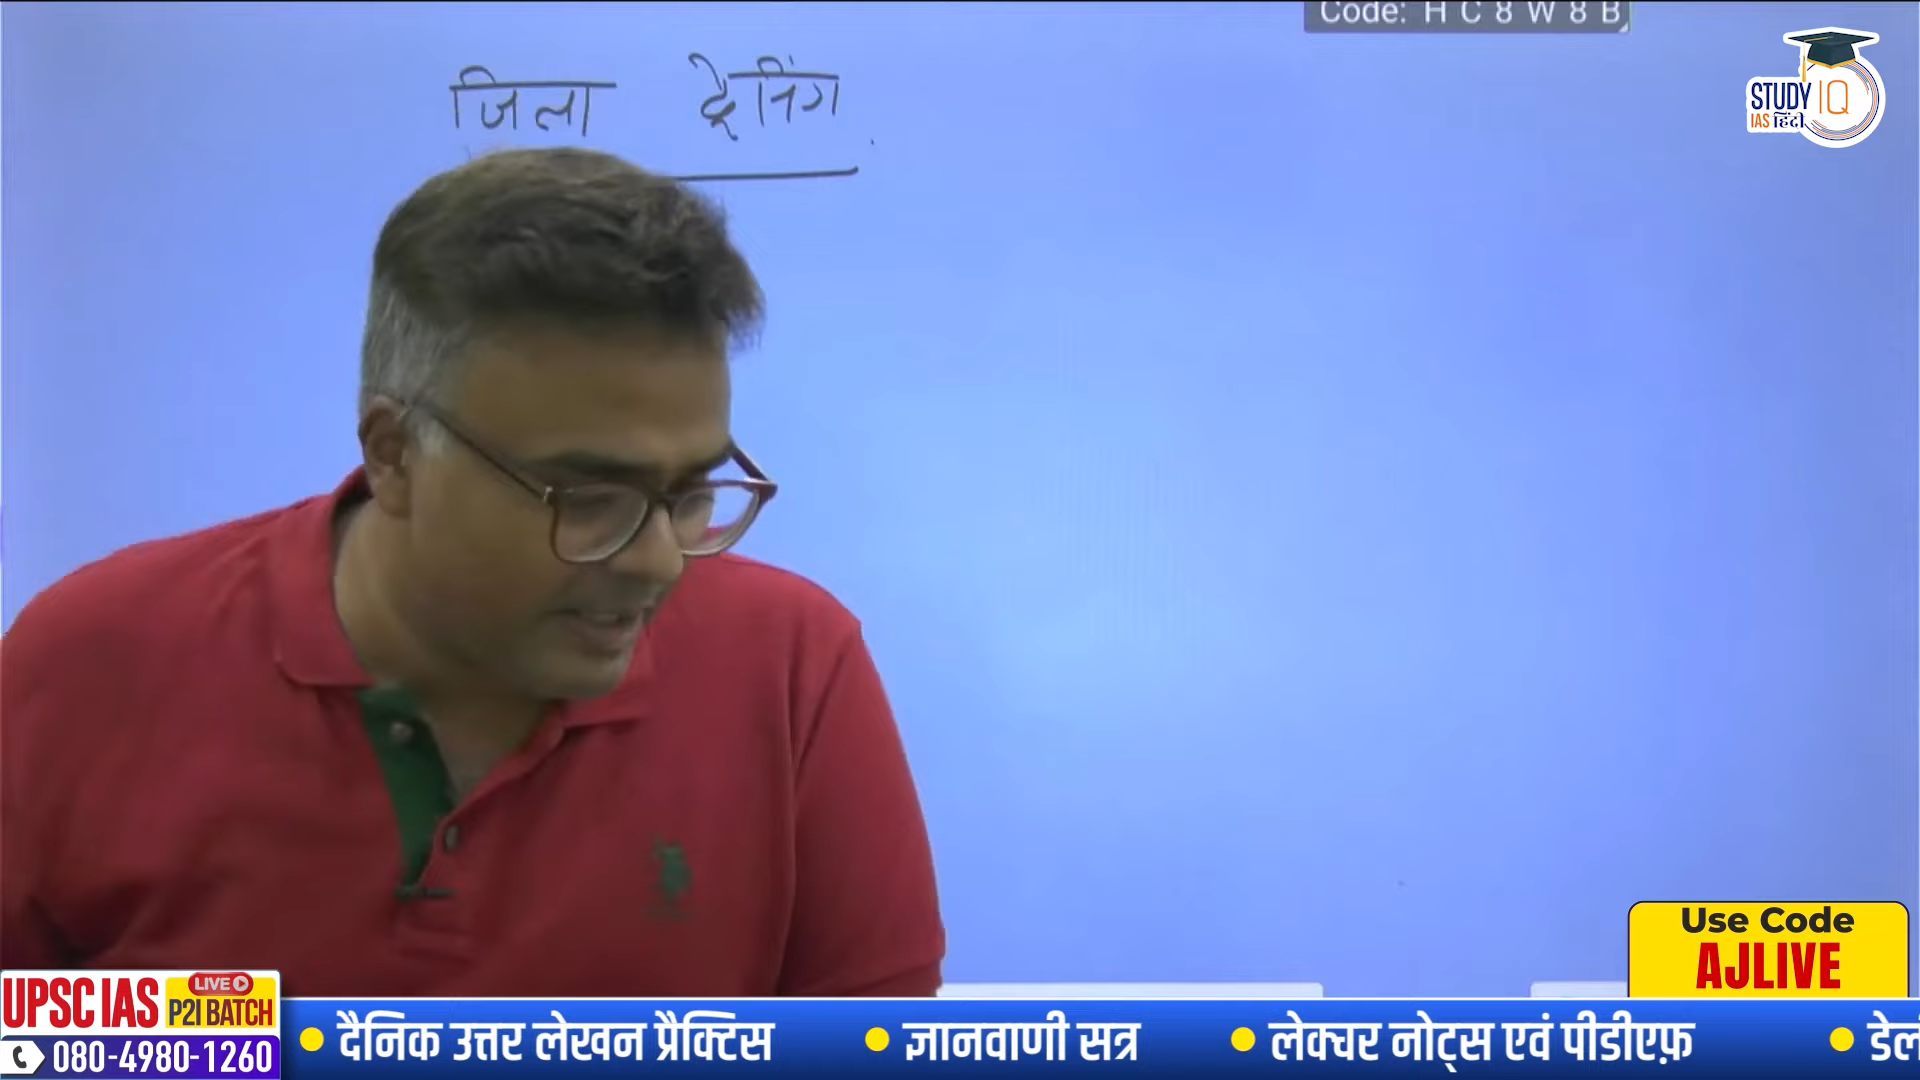 Code: H C 8 W 8 B
STUDY IQ
IAS हिंदी
जिला ट्रेनिंग
Use Code
AJLIVE
UPSC IAS
LIVE
P2I BATCH
080-4980-1260
दैनिक उत्तर लेखन प्रैक्टिस
ज्ञानवाणी सत्र
लेक्चर नोट्स एवं पीडीएफ़